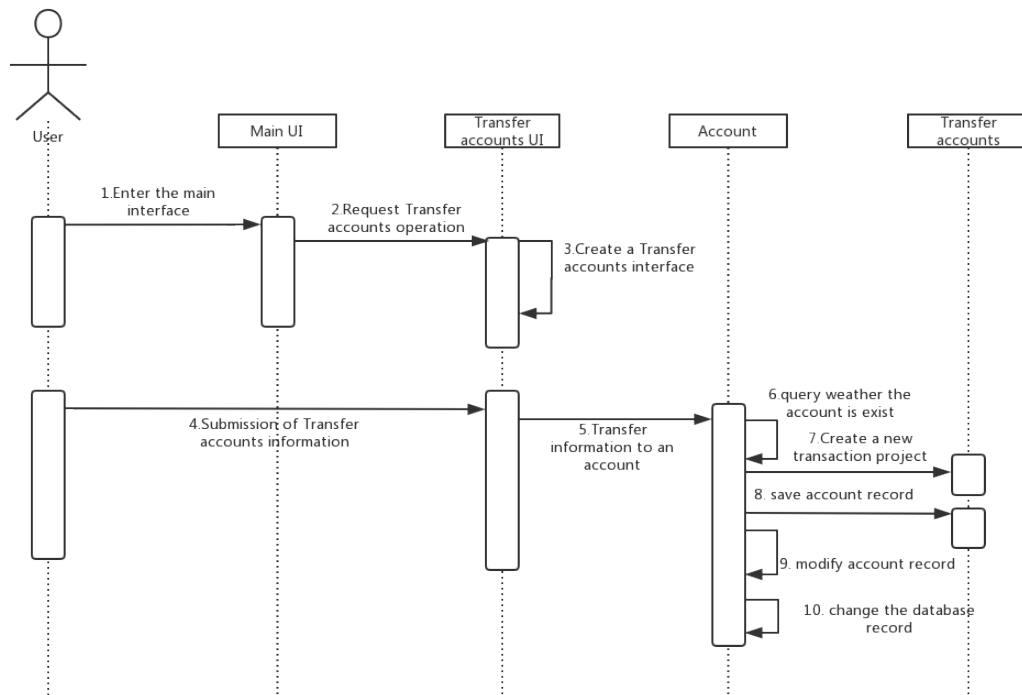 User
Main UI
Transfer
accounts UI
Account
Transfer
accounts
1.Enter the main
interface
2.Request Transfer
accounts operation
3.Create a Transfer
accounts interface
4.Submission of Transfer
accounts information
5.Transfer
information to an
account
6.query weather the
account is exist
7.Create a new
transaction project
8. save account record
9. modify account record
10. change the database
record